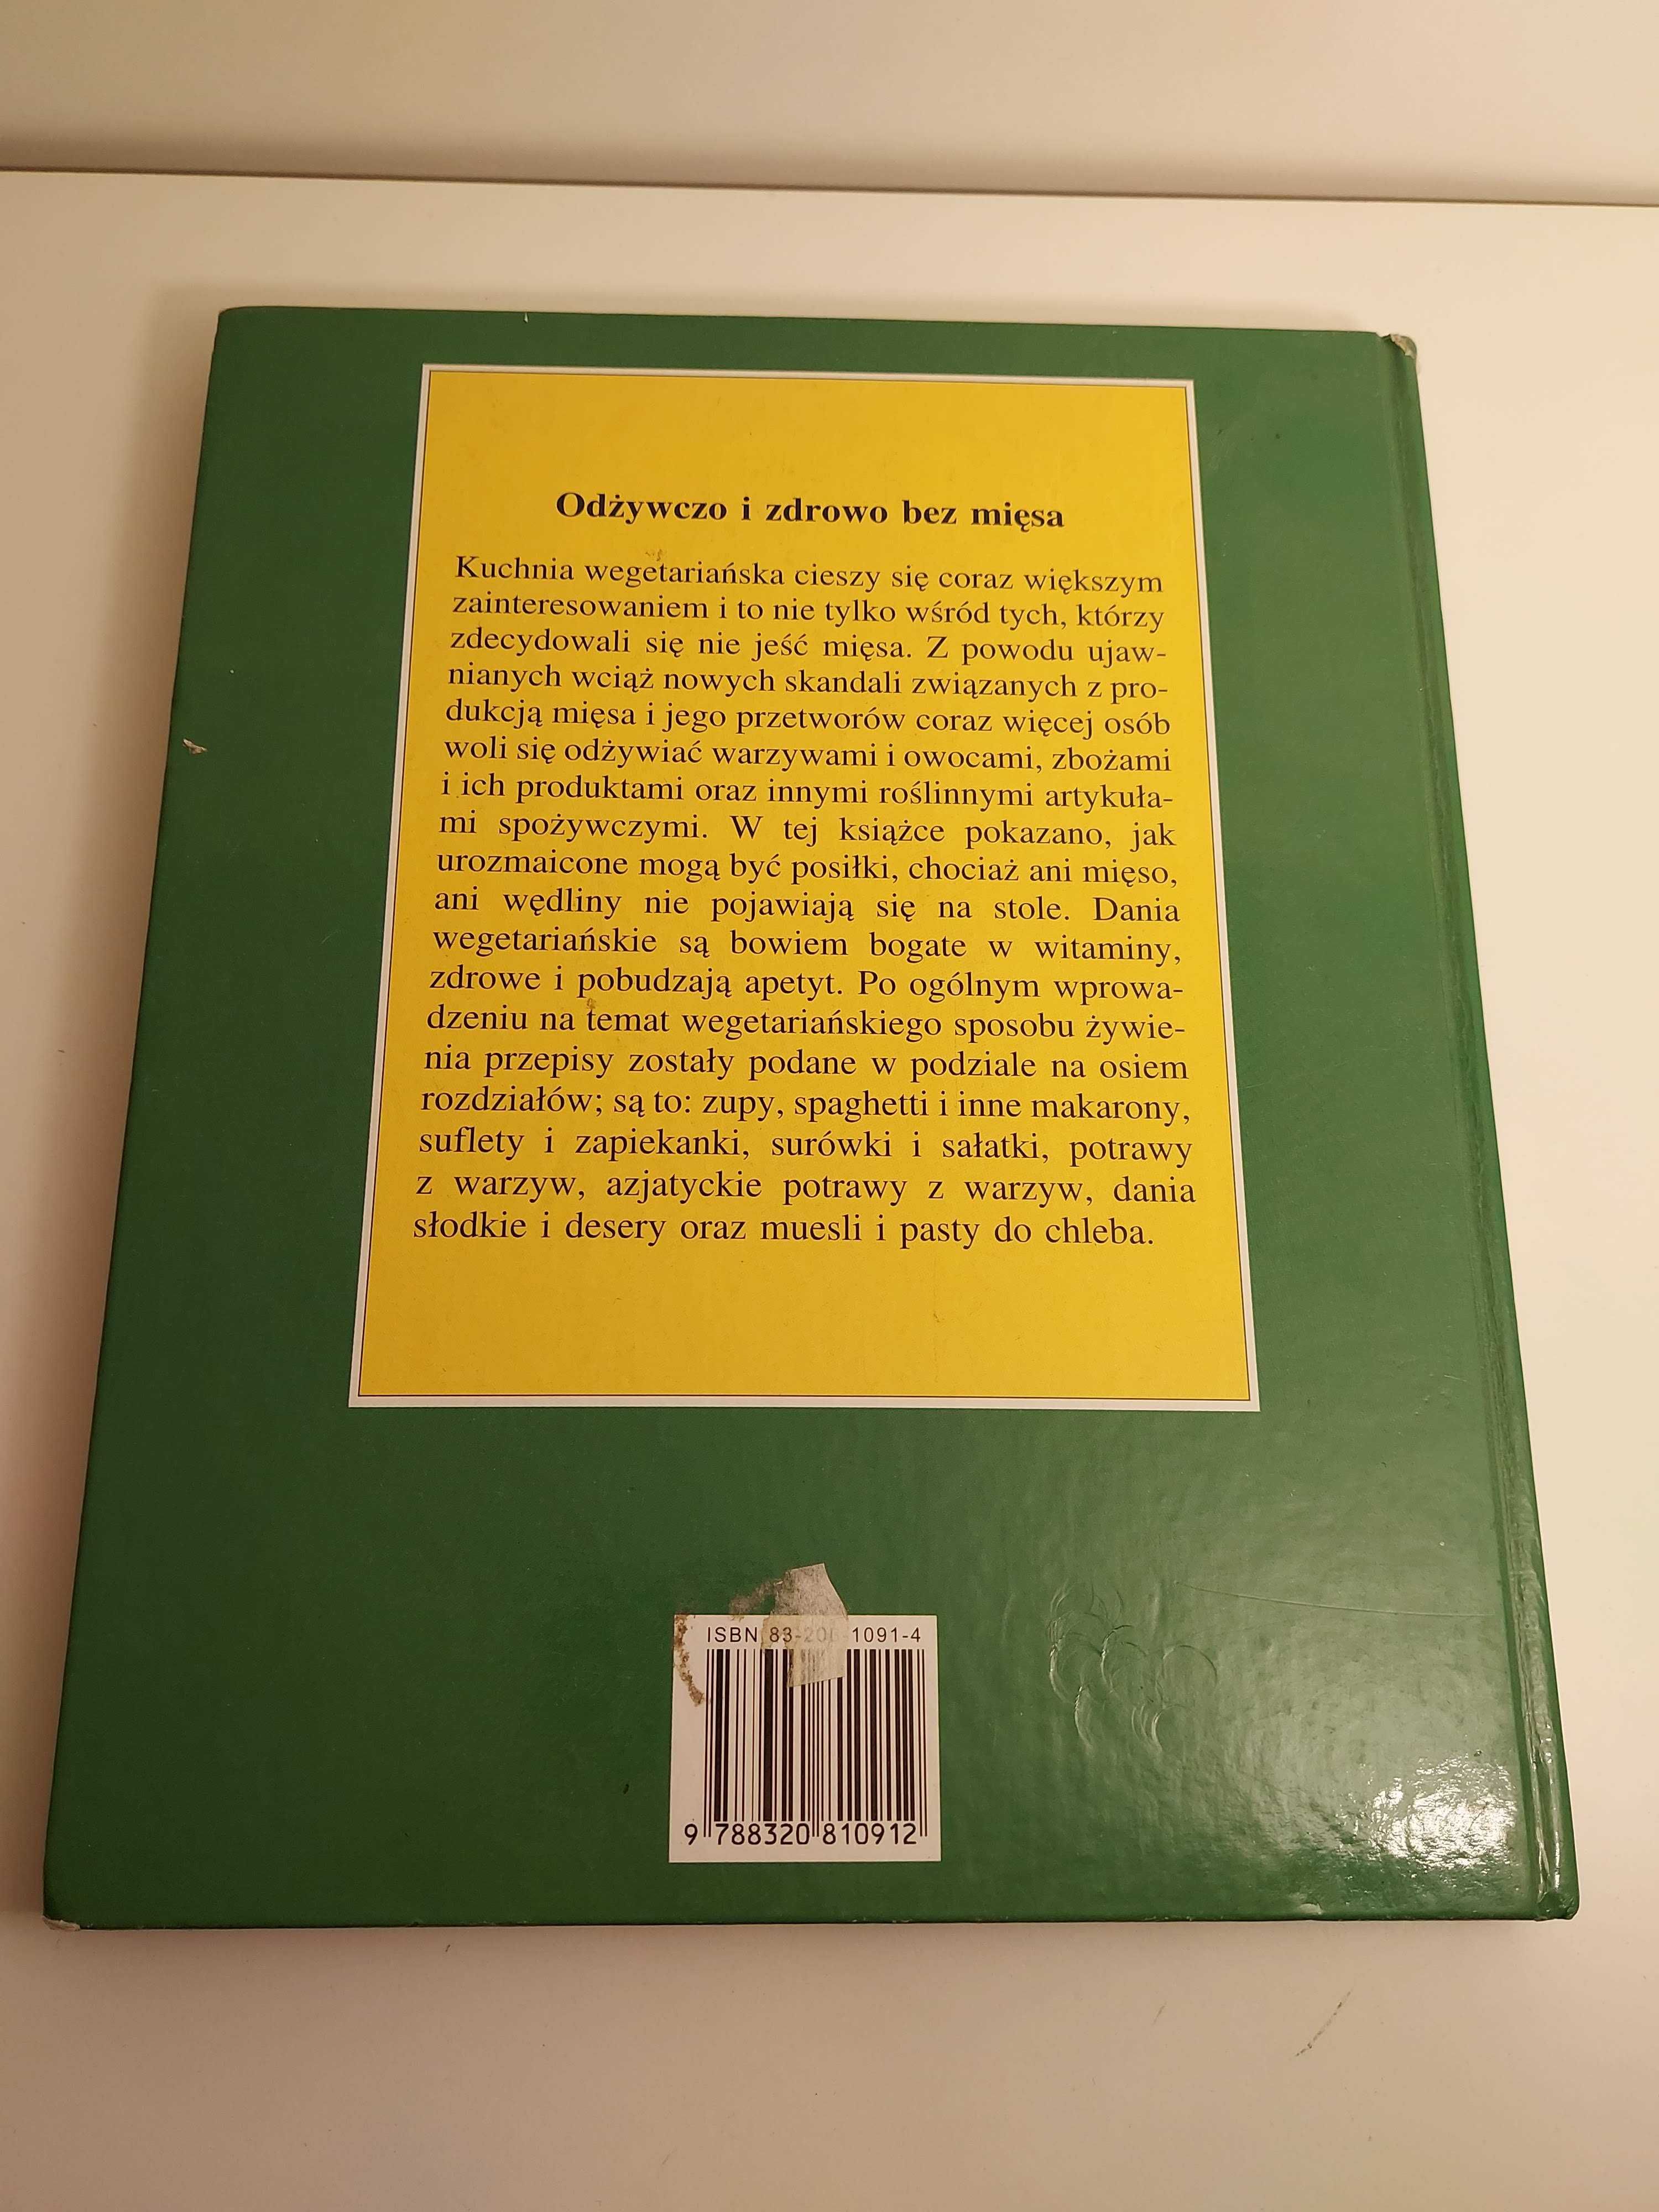 Odżywczo i zdrowo bez mięsa
Kuchnia wegetariańska cieszy się coraz większym
zainteresowaniem i to nie tylko wśród tych, którzy
zdecydowali się nie jeść mięsa. Z powodu ujaw-
nianych wciąż nowych skandali związanych z pro-
dukcją mięsa i jego przetworów coraz więcej osób
woli się odżywiać warzywami i owocami, zbożami
i ich produktami oraz innymi roślinnymi artykuła-
mi spożywczymi. W tej książce pokazano, jak
urozmaicone mogą być posiłki, chociaż ani mięso,
ani wędliny nie pojawiają się na stole. Dania
wegetariańskie są bowiem bogate w witaminy,
zdrowe i pobudzają apetyt. Po ogólnym wprowa-
dzeniu na temat wegetariańskiego sposobu żywie-
nia przepisy zostały podane w podziale na osiem
rozdziałów; są to: zupy, spaghetti i inne makarony,
suflety i zapiekanki, surówki i sałatki, potrawy
z warzyw, azjatyckie potrawy z warzyw, dania
słodkie i desery oraz muesli i pasty do chleba.
ISBN
9 788320 810912